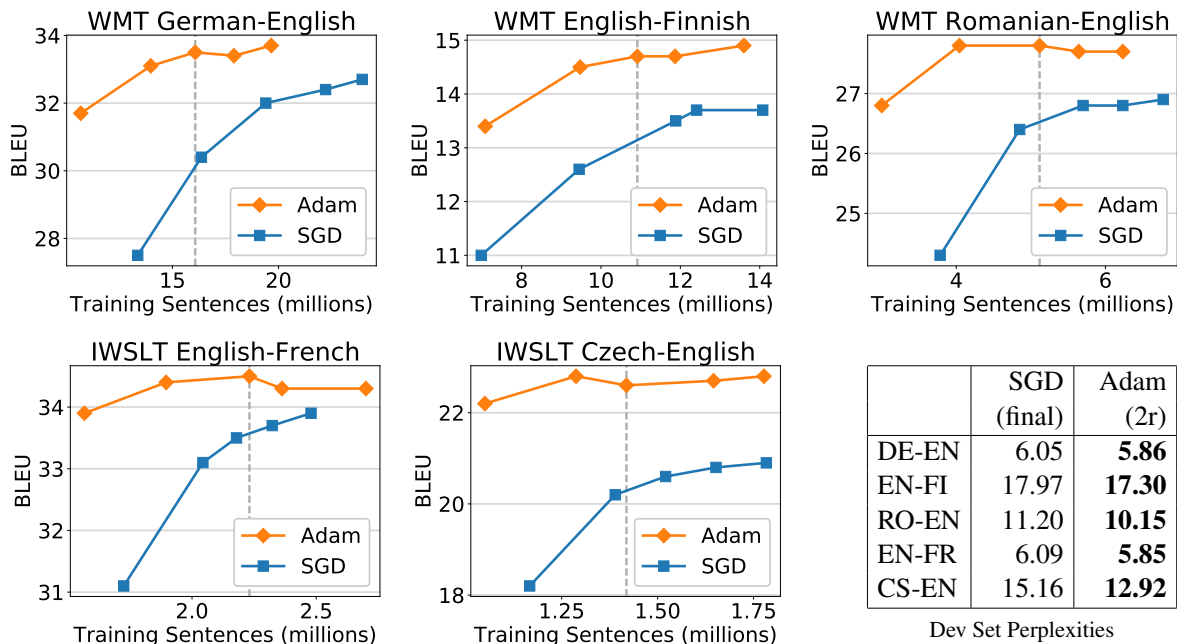 WMT German-English
34
32
30
28
BLEU
Adam
SGD
15
20
Training Sentences (millions)
WMT English-Finnish
15
14
13
12
11
BLEU
Adam
SGD
8
10
12
14
Training Sentences (millions)
WMT Romanian-English
27
26
25
BLEU
Adam
SGD
4
6
Training Sentences (millions)
IWSLT English-French
34
33
32
31
BLEU
Adam
SGD
2.0
2.5
Training Sentences (millions)
IWSLT Czech-English
22
20
18
BLEU
Adam
SGD
1.25
1.50
1.75
Training Sentences (millions)
SGD Adam
(final) (2r)
DE-EN 6.05 5.86
EN-FI 17.97 17.30
RO-EN 11.20 10.15
EN-FR 6.09 5.85
CS-EN 15.16 12.92
Dev Set Perplexities